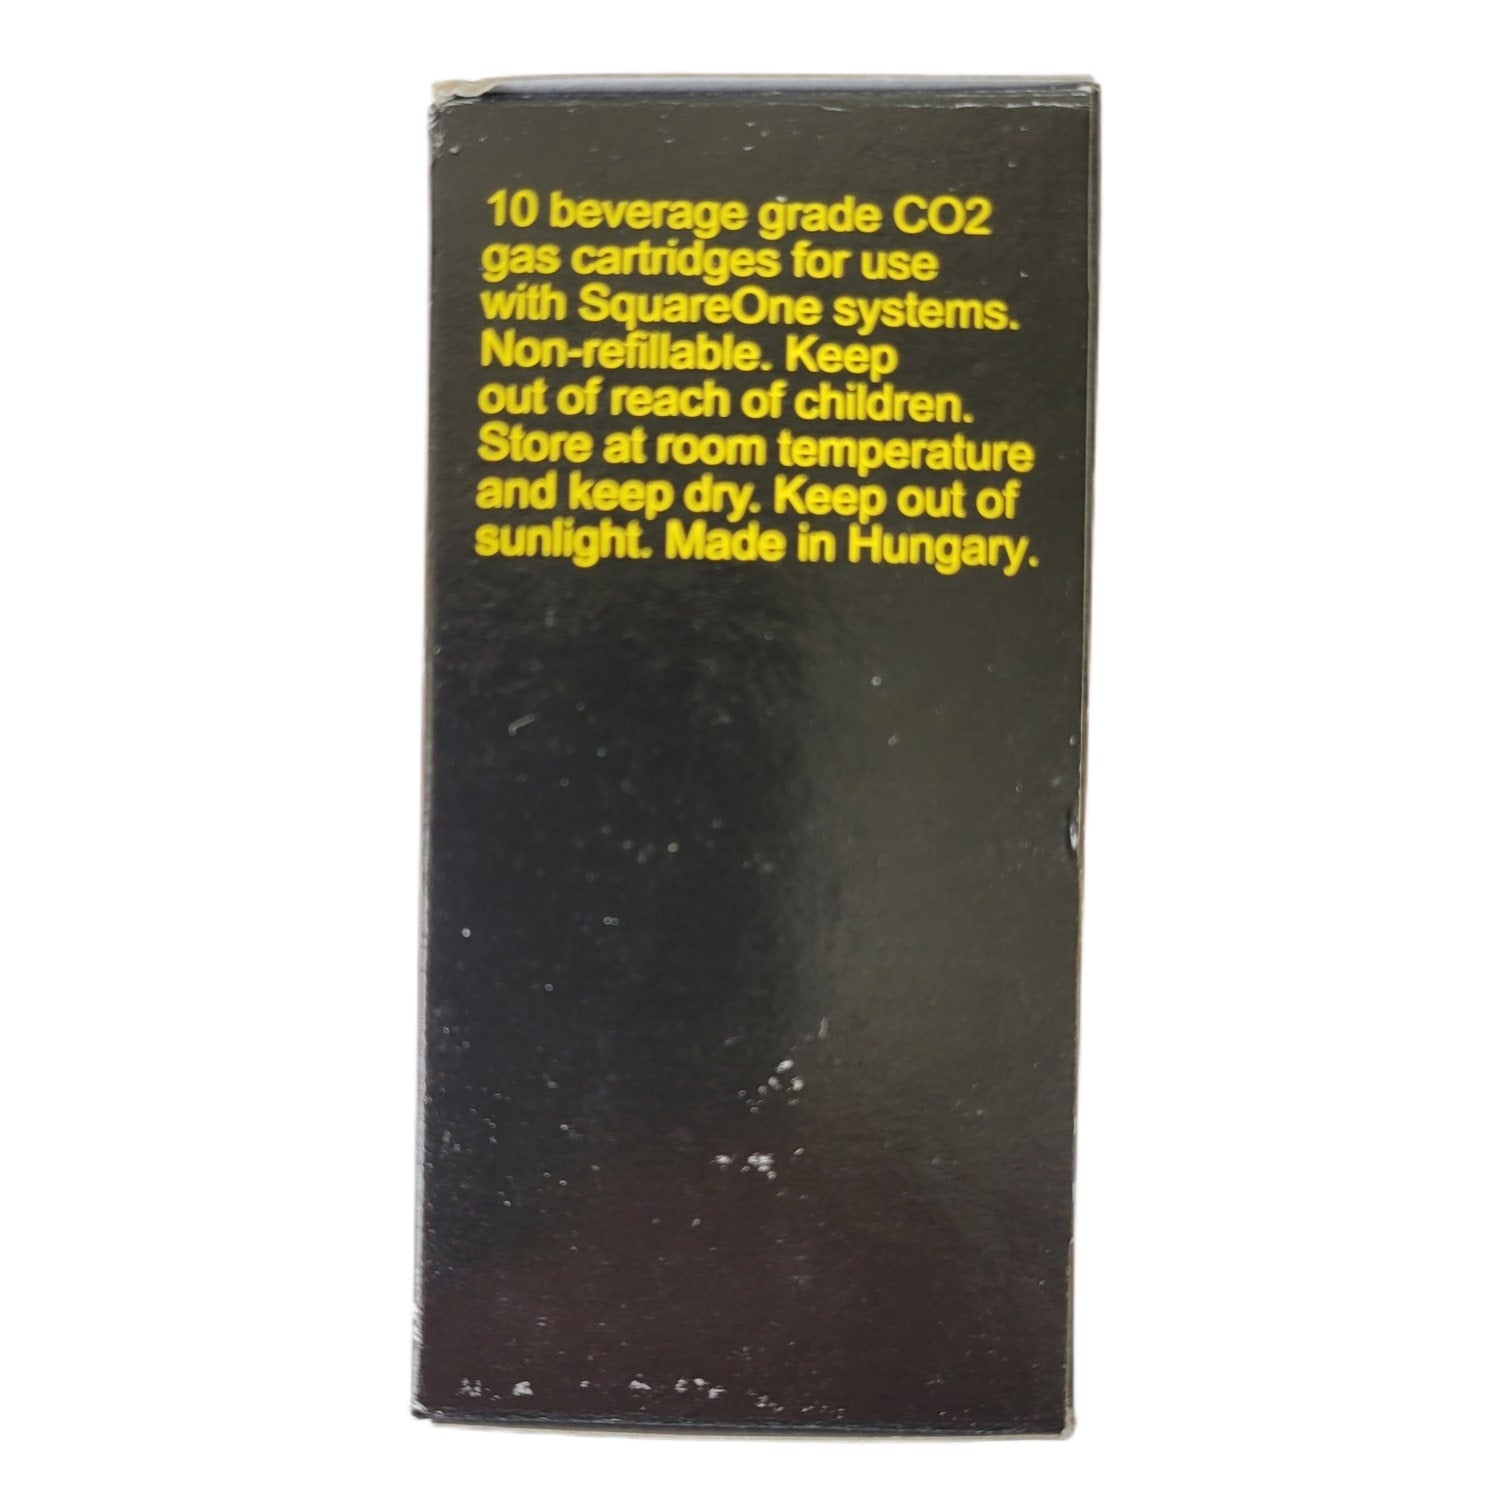 10 beverage grade CO2
gas cartridges for use
with SquareOne systems.
Non-refillable. Keep
out of reach of children.
Store at room temperature
and keep dry. Keep out of
sunlight. Made in Hungary.